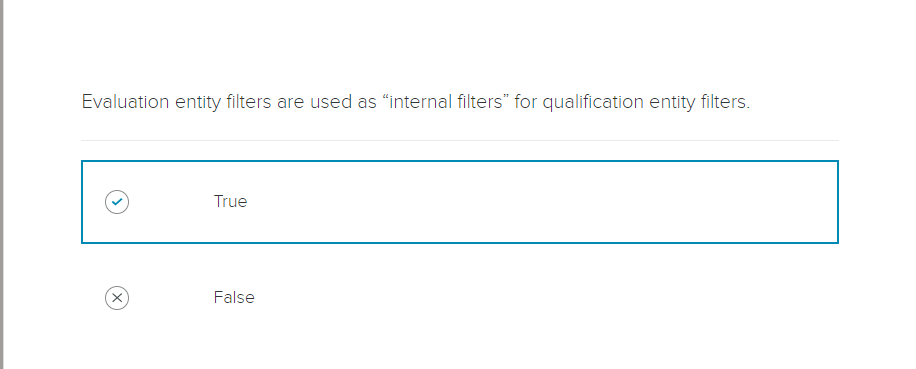 Evaluation entity filters are used as “internal filters” for qualification entity filters.
True
False